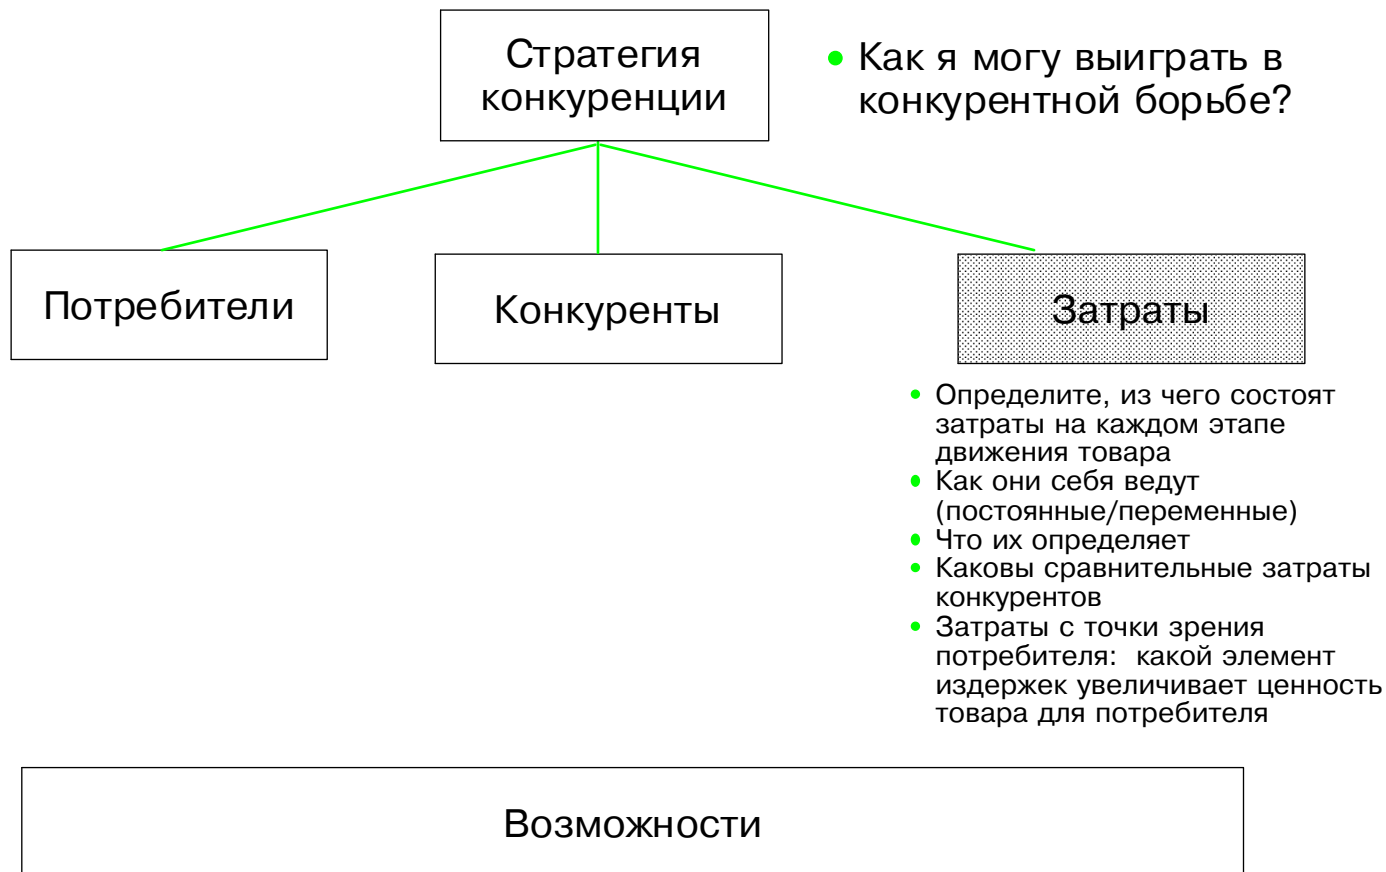 Стратегия
конкуренции
• Как я могу выиграть в
конкурентной борьбе?
Потребители
Конкуренты
Затраты
• Определите, из чего состоят
затраты на каждом этапе
движения товара
• Как они себя ведут
(постоянные/переменные)
• Что их определяет
• Каковы сравнительные затраты
конкурентов
• Затраты с точки зрения
потребителя: какой элемент
издержек увеличивает ценность
товара для потребителя
Возможности